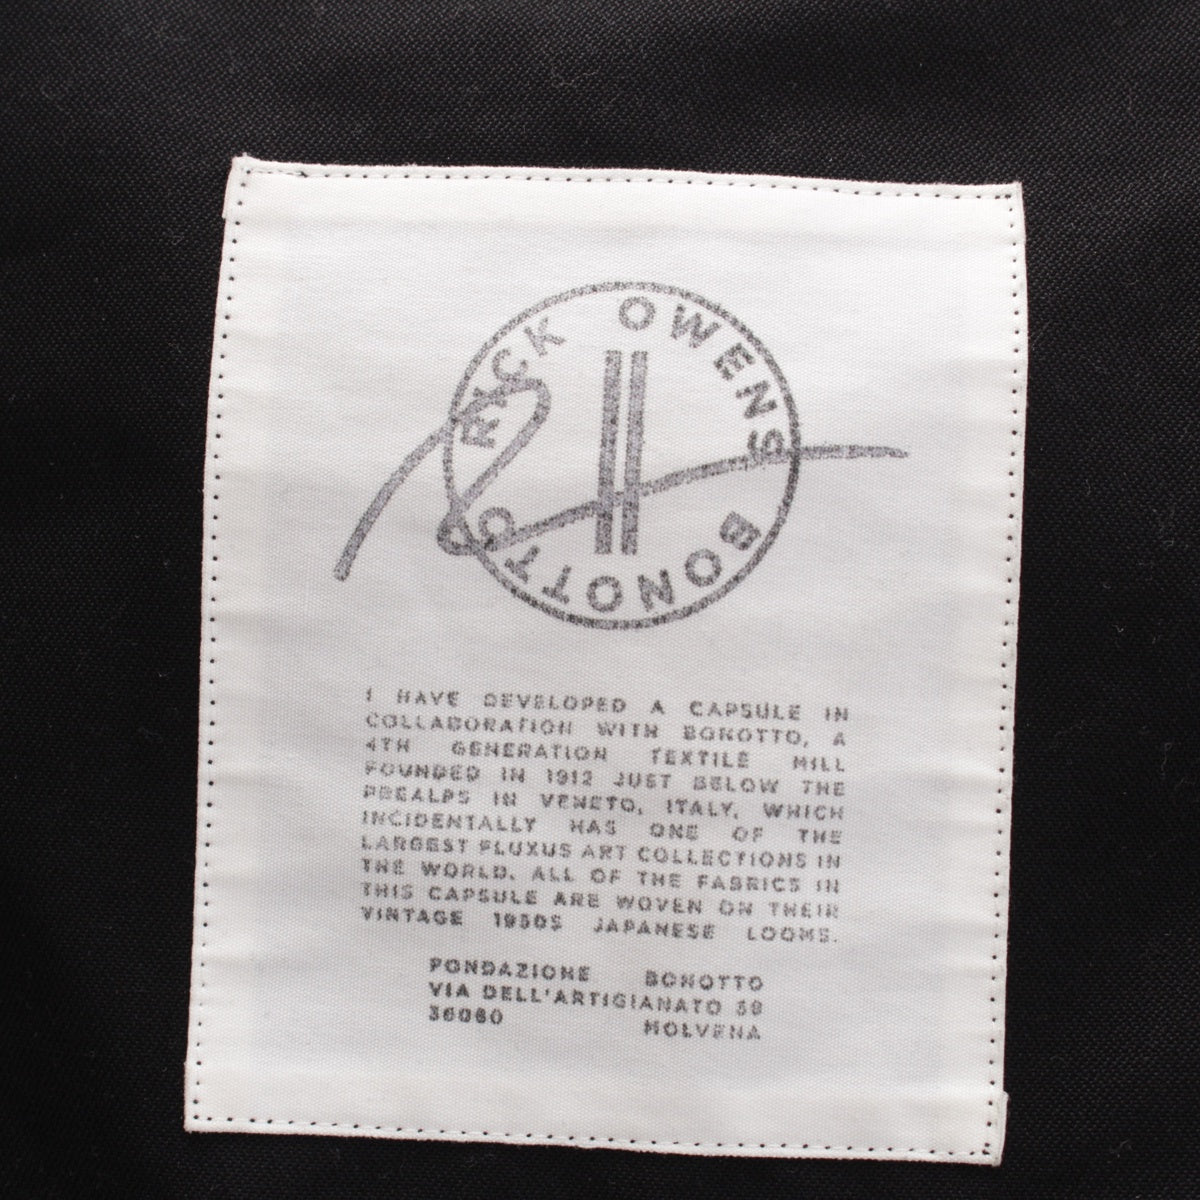 RICK OWENS
BONOTTO
I HAVE DEVELOPED A CAPSULE IN
COLLABORATION WITH BONOTTO, A
4TH GENERATION TEXTILE MILL
FOUNDED IN 1912 JUST BELOW THE
PREALPS IN VENETO, ITALY, WHICH
INCIDENTALLY HAS ONE OF THE
LARGEST FLUXUS ART COLLECTIONS IN
THE WORLD. ALL OF THE FABRICS IN
THIS CAPSULE ARE WOVEN ON THEIR
VINTAGE 1950S JAPANESE LOOMS.
FONDAZIONE BONOTTO
VIA DELL'ARTIGIANATO
36060 MOLVENA